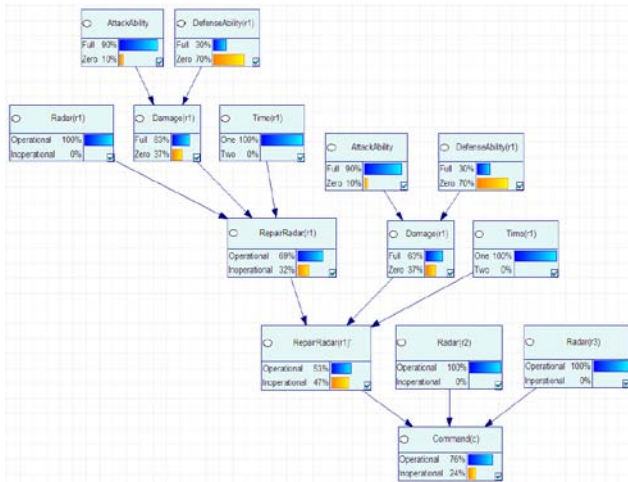 AttackAbility
Full 90%
Zero 10%
DefenseAbility(r1)
Full 30%
Zero 70%
Radar(r1)
Operational 100%
Inoperational 0%
Damage(r1)
Full 63%
Zero 37%
Time(r1)
One 100%
Two 0%
AttackAbility
Full 90%
Zero 10%
DefenseAbility(r1)
Full 30%
Zero 70%
RepairRadar(r1)
Operational 69%
Inoperational 32%
Damage(r1)
Full 63%
Zero 37%
Time(r1)
One 100%
Two 0%
RepairRadar(r1)'
Operational 53%
Inoperational 47%
Radar(r2)
Operational 100%
Inoperational 0%
Radar(r3)
Operational 100%
Inoperational 0%
Command(c)
Operational 76%
Inoperational 24%